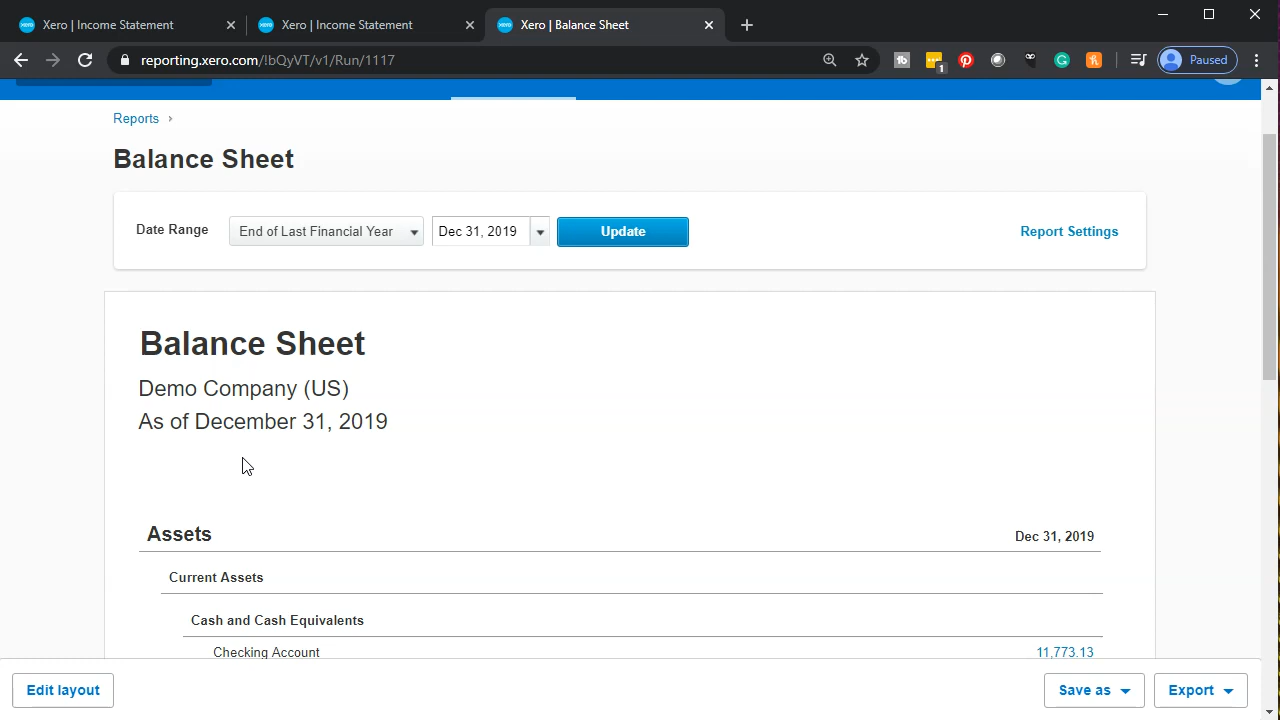 Xero | Income Statement
Xero | Income Statement
Xero | Balance Sheet
reporting.xero.com/!bQyVT/v1/Run/1117
1
Paused
Reports
Balance Sheet
Date Range
End of Last Financial Year
Dec 31, 2019
Update
Report Settings
Balance Sheet
Demo Company (US)
As of December 31, 2019
Assets
Dec 31, 2019
Current Assets
Cash and Cash Equivalents
Checking Account
11,773.13
Edit layout
Save as
Export